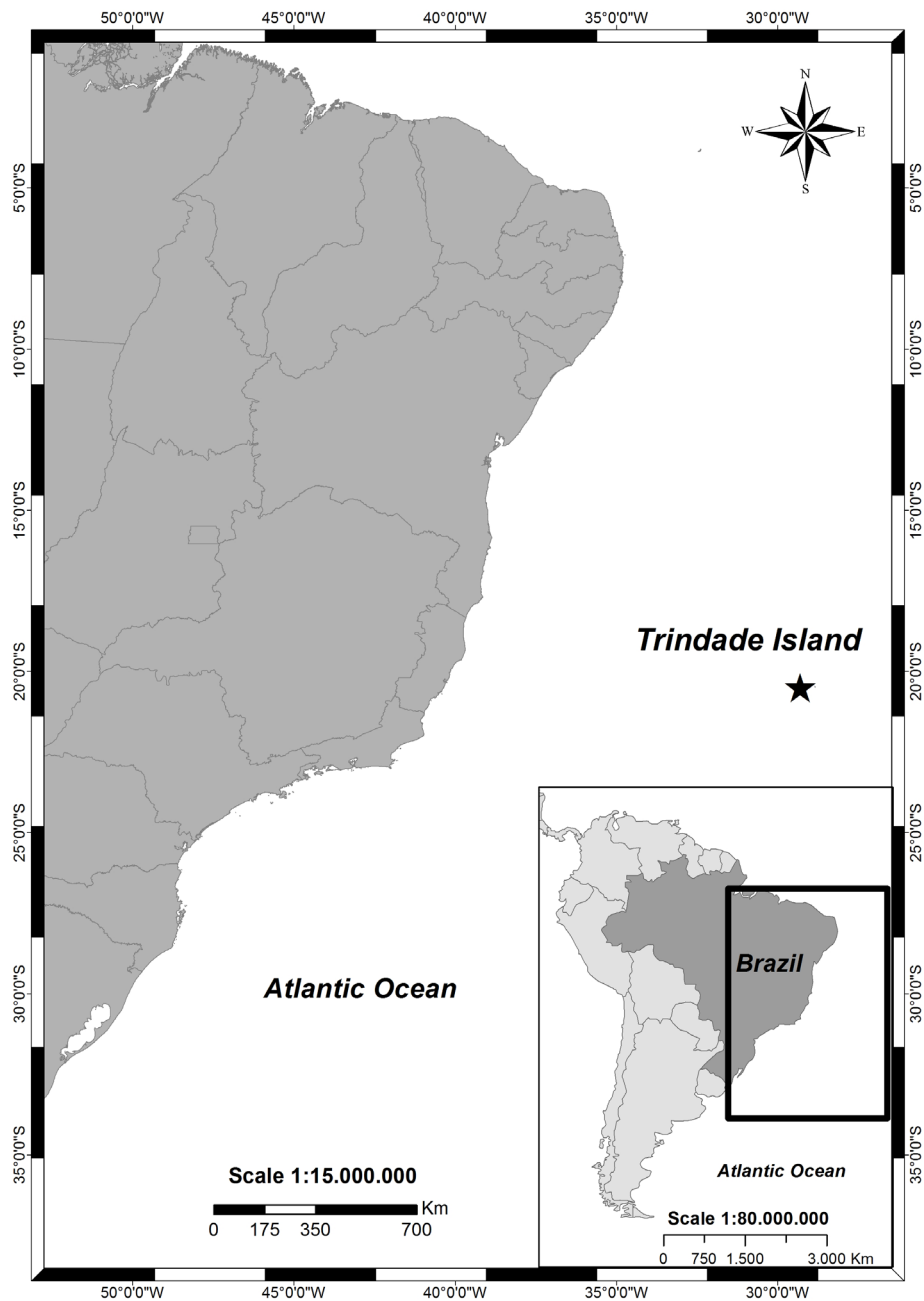 50°0'0"W 45°0'0"W 40°0'0"W 35°0'0"W 30°0'0"W
N
W E
S
5°0'0"S 5°0'0"S
10°0'0"S 10°0'0"S
15°0'0"S 15°0'0"S
Trindade Island
20°0'0"S 20°0'0"S
25°0'0"S 25°0'0"S
Brazil
Atlantic Ocean
30°0'0"S 30°0'0"S
35°0'0"S 35°0'0"S
Scale 1:15.000.000
Km
0 175 350 700
Atlantic Ocean
Scale 1:80.000.000
0 750 1.500 3.000 Km
50°0'0"W 45°0'0"W 40°0'0"W 35°0'0"W 30°0'0"W